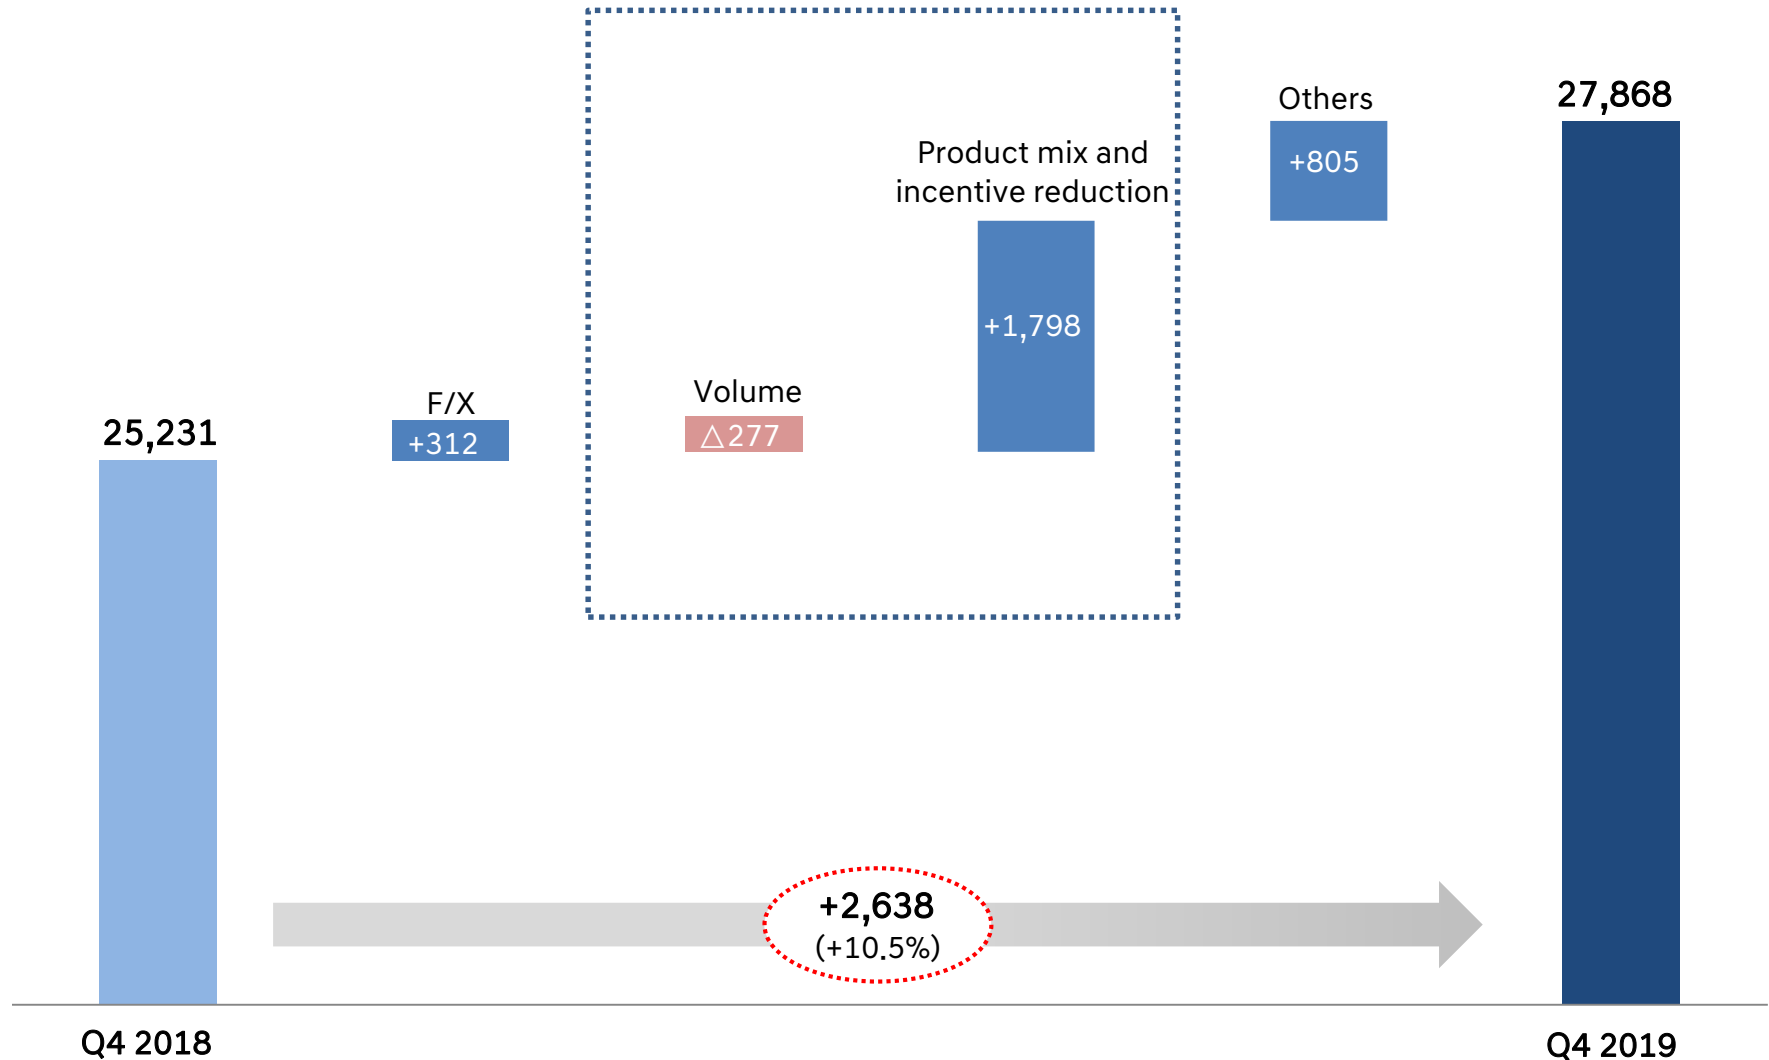 Others
27,868
Product mix and
incentive reduction
+805
+1,798
Volume
F/X
25,231
+312
△277
+2,638
(+10.5%)
Q4 2018
Q4 2019